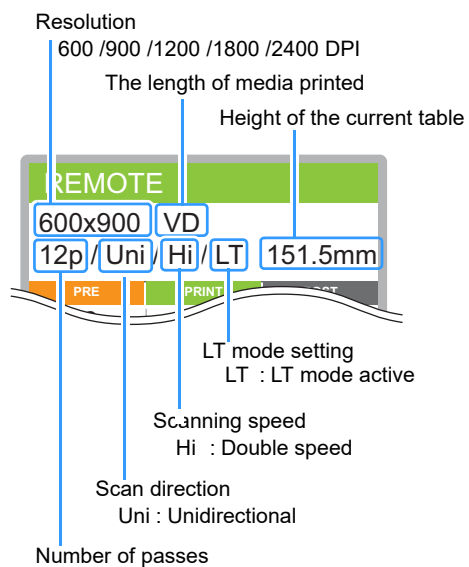 Resolution
600 /900 /1200 /1800 /2400 DPI
The length of media printed
Height of the current table
REMOTE
600x900 VD
12p / Uni / Hi / LT 151.5mm
PRE PRINT
LT mode setting
LT : LT mode active
Scanning speed
Hi : Double speed
Scan direction
Uni : Unidirectional
Number of passes